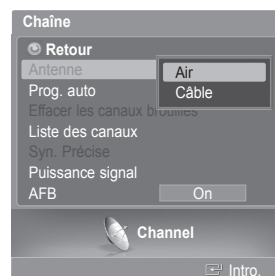 Chaîne
Retour
Antenne
Air
Prog. auto
Câble
Effacer les canaux brouillés
Liste des canaux
Syn. Précise
Puissance signal
AFB
On
Channel
Intro.